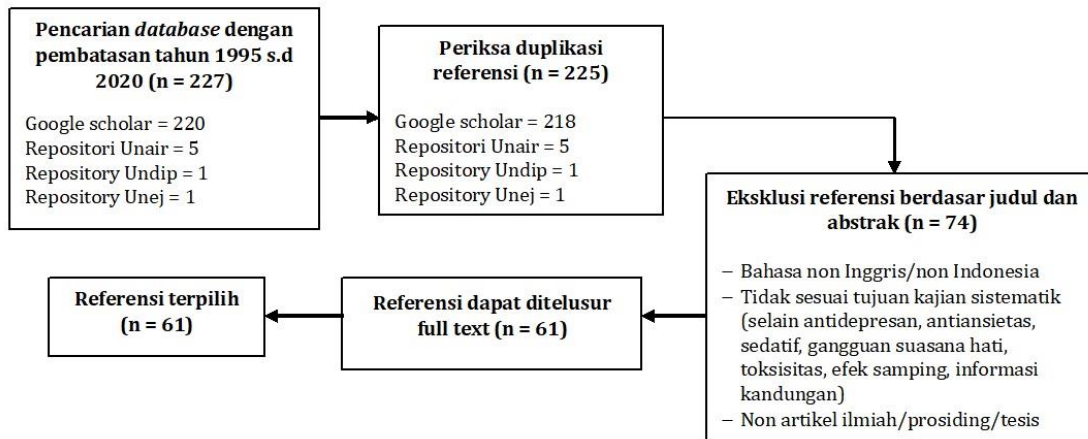 Pencarian database dengan
pembatasan tahun 1995 s.d
2020 (n = 227)
Google scholar = 220
Repositori Unair = 5
Repository Undip = 1
Repository Unej = 1
Periksa duplikasi
referensi (n = 225)
Google scholar = 218
Repositori Unair = 5
Repository Undip = 1
Repository Unej = 1
Eksklusi referensi berdasar judul dan
abstrak (n = 74)
– Bahasa non Inggris/non Indonesia
– Tidak sesuai tujuan kajian sistematik
(selain antidepresan, antiansietas,
sedatif, gangguan suasana hati,
toksisitas, efek samping, informasi
kandungan)
– Non artikel ilmiah/prosiding/tesis
Referensi dapat ditelusur
full text (n = 61)
Referensi terpilih
(n = 61)